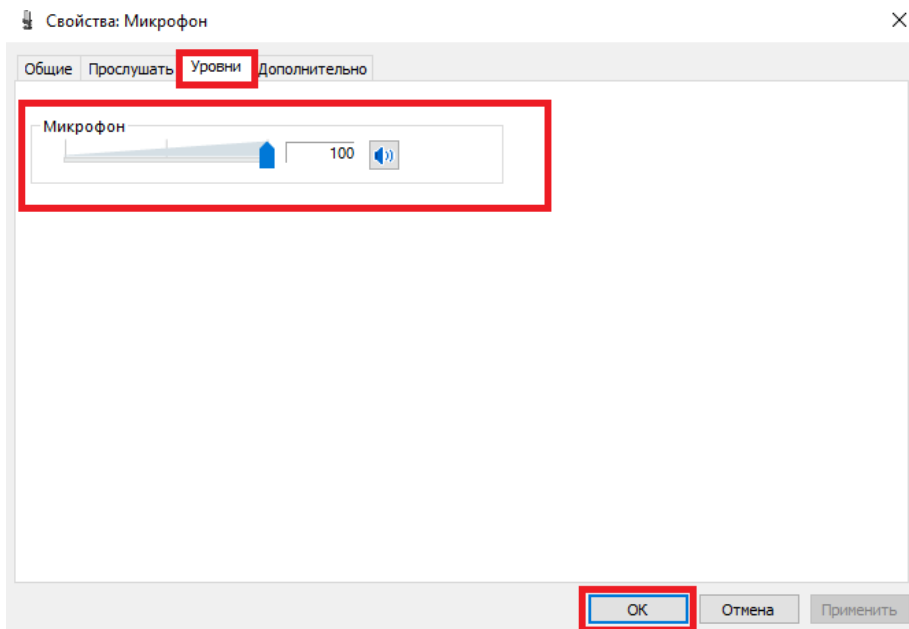 Свойства: Микрофон
Общие Прослушать Уровни Дополнительно
Микрофон
100
ОК Отмена Применить